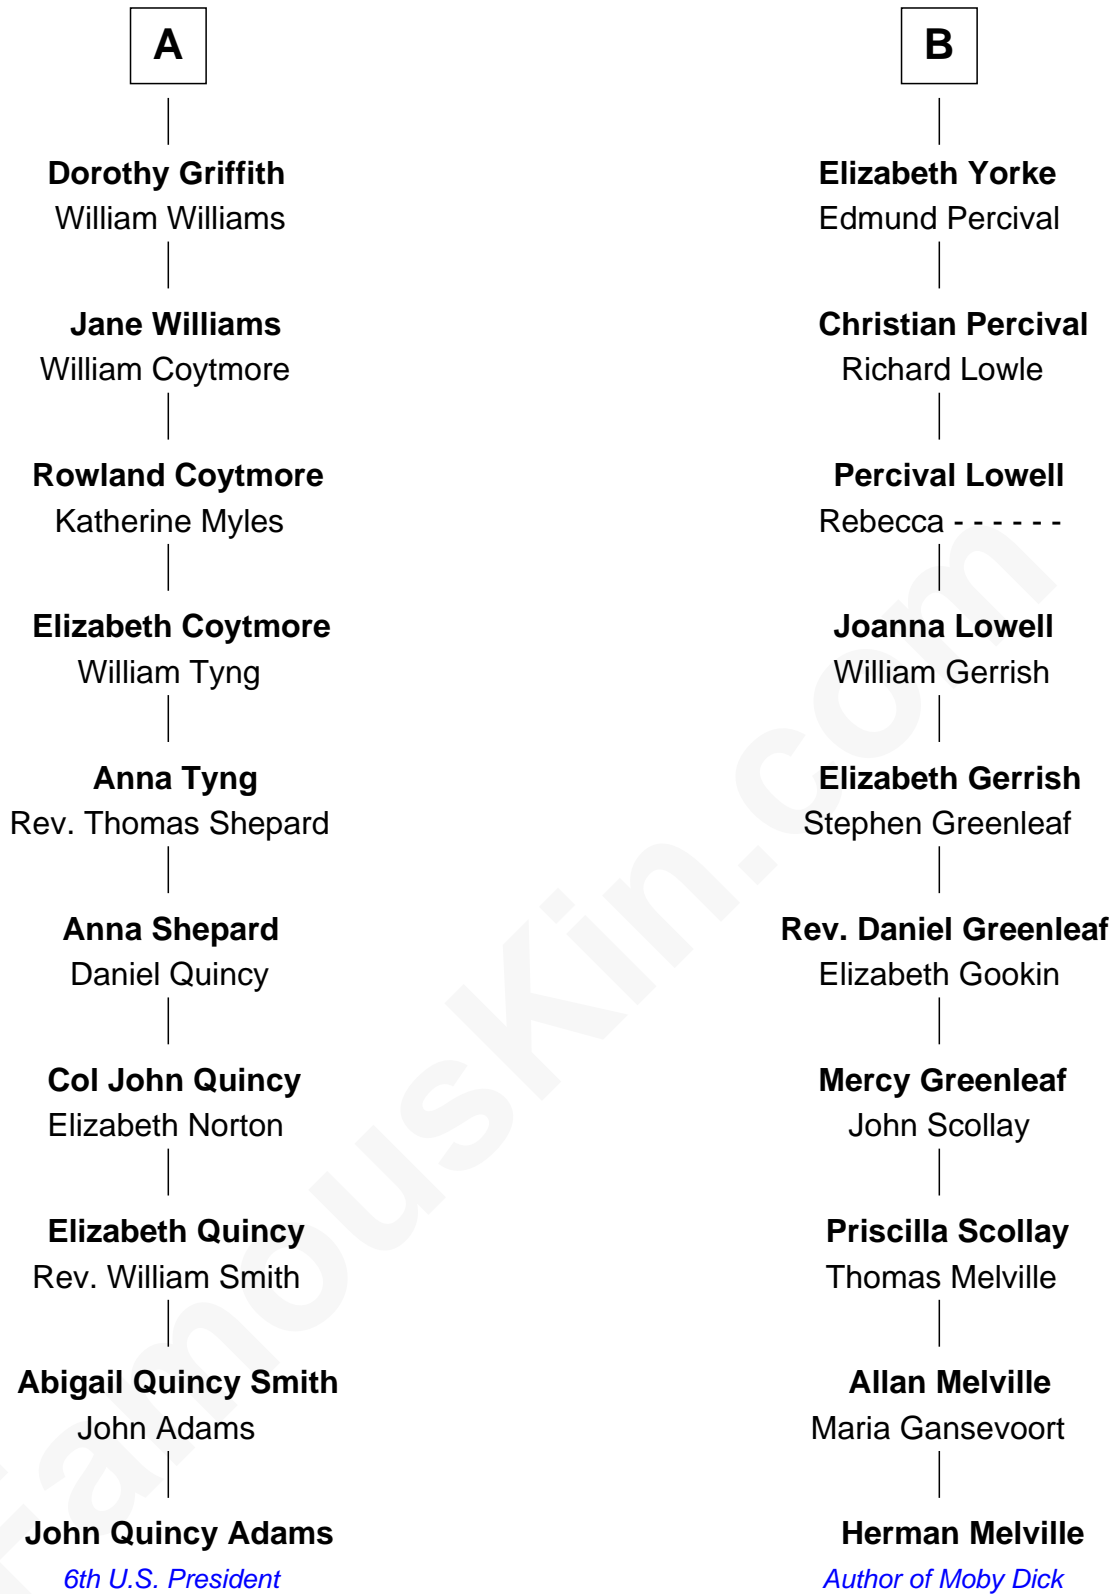 A
Dorothy Griffith
William Williams
Jane Williams
William Coytmore
Rowland Coytmore
Katherine Myles
Elizabeth Coytmore
William Tyng
Anna Tyng
Rev. Thomas Shepard
Anna Shepard
Daniel Quincy
Col John Quincy
Elizabeth Norton
Elizabeth Quincy
Rev. William Smith
Abigail Quincy Smith
John Adams
John Quincy Adams
6th U.S. President
B
Elizabeth Yorke
Edmund Percival
Christian Percival
Richard Lowle
Percival Lowell
Rebecca - - - - - -
Joanna Lowell
William Gerrish
Elizabeth Gerrish
Stephen Greenleaf
Rev. Daniel Greenleaf
Elizabeth Gookin
Mercy Greenleaf
John Scollay
Priscilla Scollay
Thomas Melville
Allan Melville
Maria Gansevoort
Herman Melville
Author of Moby Dick
FamousKin.com